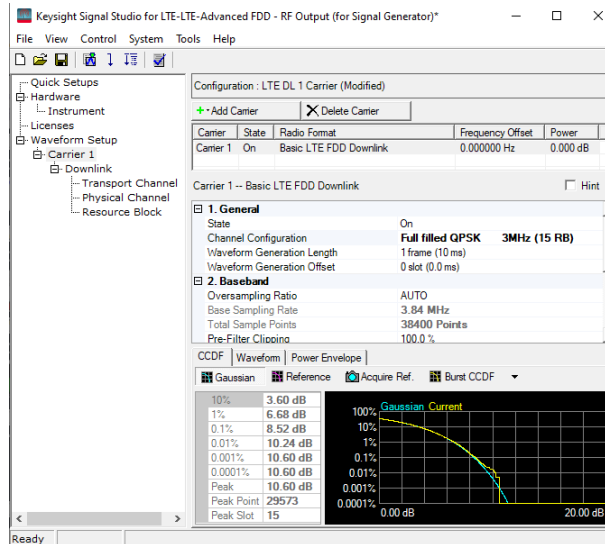 Keysight Signal Studio for LTE-LTE-Advanced FDD - RF Output (for Signal Generator)*
File View Control System Tools Help
Quick Setups
Hardware
Instrument
Licenses
Waveform Setup
Carrier 1
Downlink
Transport Channel
Physical Channel
Resource Block
Configuration : LTE DL 1 Carrier (Modified)
Add Carrier Delete Carrier
Carrier State Radio Format Frequency Offset Power
Carrier 1 On Basic LTE FDD Downlink 0.000000 Hz 0.000 dB
Carrier 1 -- Basic LTE FDD Downlink Hint
1. General
State On
Channel Configuration Full filled QPSK 3MHz (15 RB)
Waveform Generation Length 1 frame (10 ms)
Waveform Generation Offset 0 slot (0.0 ms)
2. Baseband
Oversampling Ratio AUTO
Base Sampling Rate 3.84 MHz
Total Sample Points 38400 Points
Pre-Filter Clipping 100.0 %
CCDF Waveform Power Envelope
Gaussian Reference Acquire Ref. Burst CCDF
10% 3.60 dB
1% 6.68 dB
0.1% 8.52 dB
0.01% 10.24 dB
0.001% 10.60 dB
0.0001% 10.60 dB
Peak 10.60 dB
Peak Point 29573
Peak Slot 15
Gaussian Current
100%
10%
1%
0.1%
0.01%
0.001%
0.0001%
0.00 dB 20.00 dB
Ready